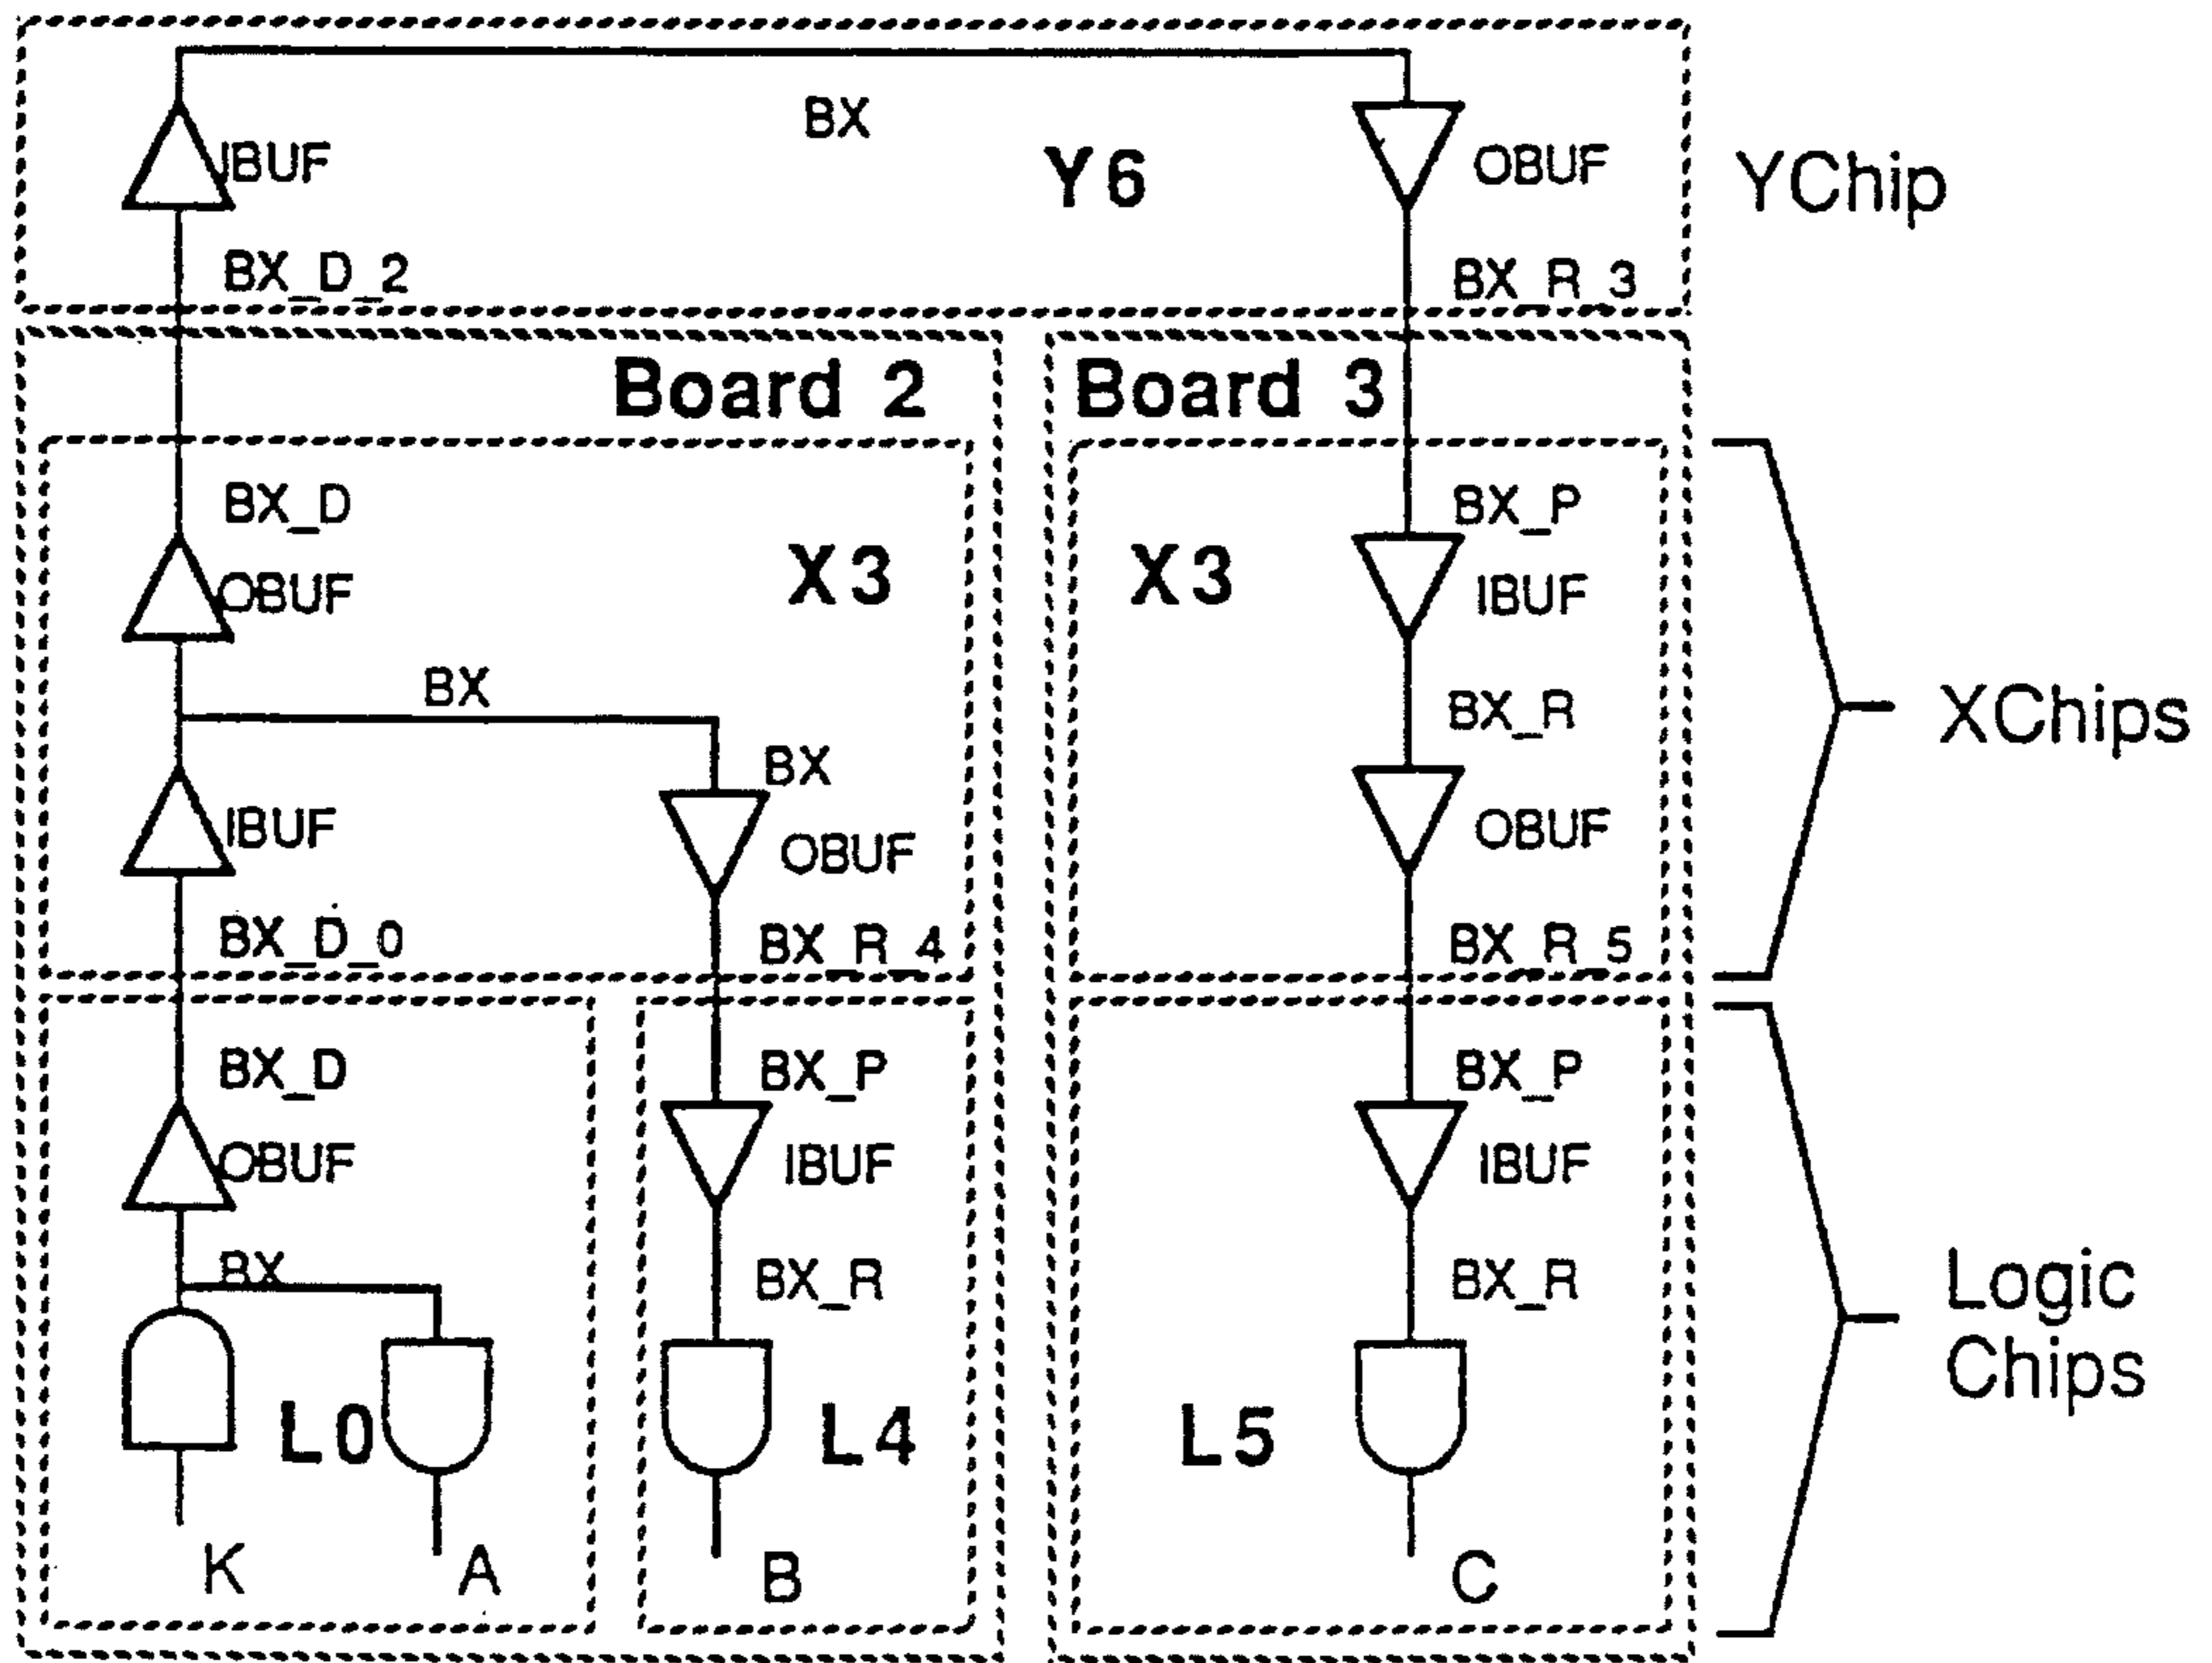 BX
IBUF
Y6
OBUF
YChip
BX_D_2
BX_R_3
Board 2
Board 3
BX_D
BX_P
X3
X3
OBUF
IBUF
BX
BX_R
XChips
BX
IBUF
OBUF
OBUF
BX_D_0
BX_R_4
BX_R_5
BX_D
BX_P
BX_P
OBUF
IBUF
IBUF
BX
BX_R
BX_R
Logic
Chips
L0
L4
L5
K
A
B
C